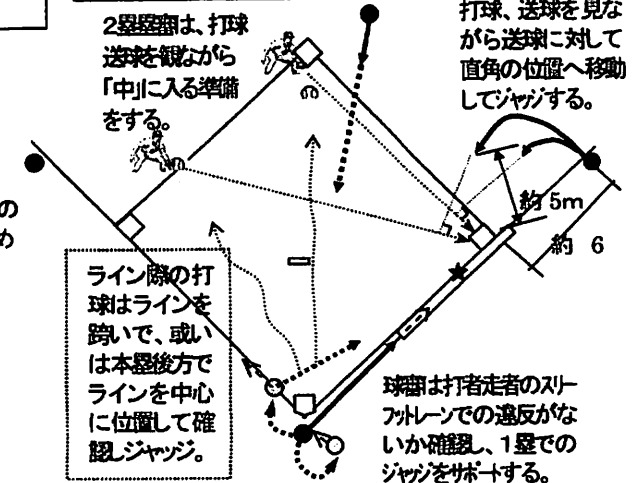 2塁塁審は、打球
送球を観ながら
「中」に入る準備
をする。
打球、送球を見な
がら送球に対して
直角の位置へ移動
してジャッジする。
の
め
約5m
約 6
ライン際の打
球はラインを
跨いで、或い
は本塁後方で
ラインを中心
に位置して確
認しジャッジ。
球審は打者走者のスリー
フットレーンでの違反がな
いか確認し、1塁での
ジャッジをサポートする。